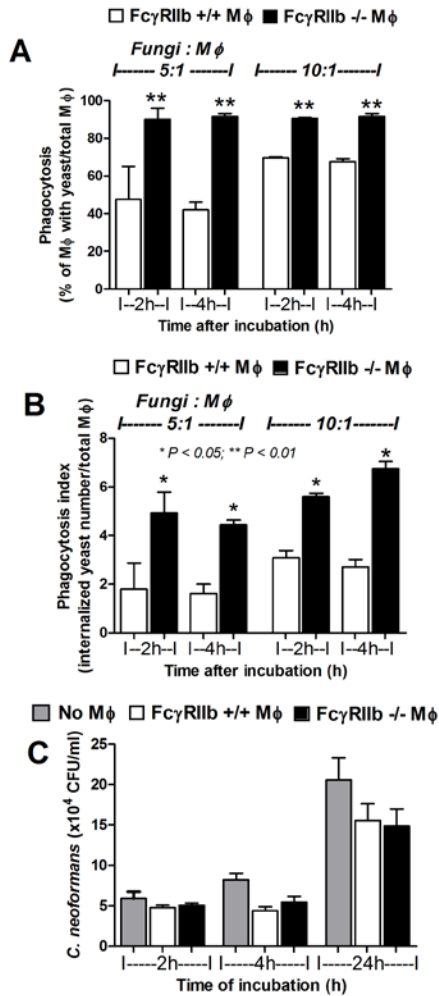 FcγRIIb +/+ Mϕ FcγRIIb -/- Mϕ
A
Fungi : Mϕ
I------- 5:1 -------I I------- 10:1-------I
** ** ** **
Phagocytosis
(% of Mϕ with yeast/total Mϕ)
100
80
60
40
20
0
I--2h--I I--4h--I I--2h--I I--4h--I
Time after incubation (h)
FcγRIIb +/+ Mϕ FcγRIIb -/- Mϕ
B
Fungi : Mϕ
I------- 5:1 -------I I------- 10:1-------I
* P < 0.05; ** P < 0.01
* * * *
Phagocytosis index
(internalized yeast number/total Mϕ)
8
6
4
2
0
I--2h--I I--4h--I I--2h--I I--4h--I
Time after incubation (h)
No Mϕ FcγRIIb +/+ Mϕ FcγRIIb -/- Mϕ
C
C. neoformans (x10⁴ CFU/ml)
25
20
15
10
5
0
I-----2h-----I I-----4h-----I I-----24h-----I
Time of incubation (h)